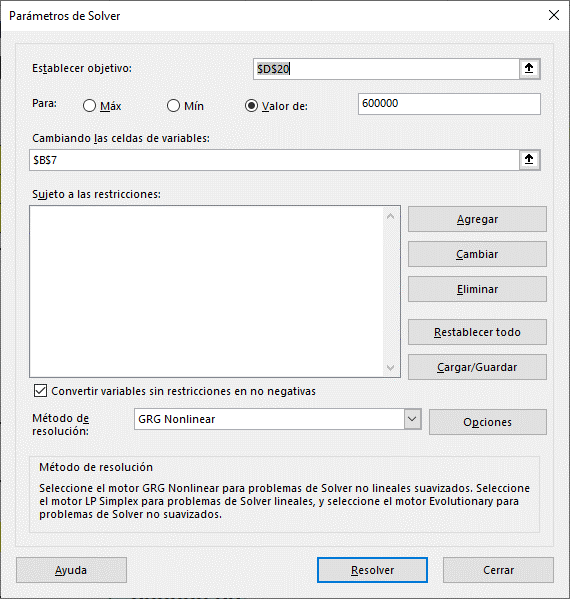 Parámetros de Solver
Establecer objetivo:
$D$20
Para:
Máx
Mín
Valor de:
600000
Cambiando las celdas de variables:
$B$7
Sujeto a las restricciones:
Agregar
Cambiar
Eliminar
Restablecer todo
Cargar/Guardar
Convertir variables sin restricciones en no negativas
Método de
resolución:
GRG Nonlinear
Opciones
Método de resolución
Seleccione el motor GRG Nonlinear para problemas de Solver no lineales suavizados. Seleccione
el motor LP Simplex para problemas de Solver lineales, y seleccione el motor Evolutionary para
problemas de Solver no suavizados.
Ayuda
Resolver
Cerrar